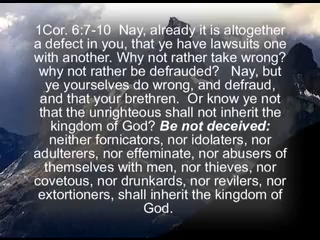 1Cor. 6:7-10  Nay, already it is altogether
a defect in you, that ye have lawsuits one
with another. Why not rather take wrong?
why not rather be defrauded?   Nay, but
ye yourselves do wrong, and defraud,
and that your brethren.  Or know ye not
that the unrighteous shall not inherit the
kingdom of God? Be not deceived:
neither fornicators, nor idolaters, nor
adulterers, nor effeminate, nor abusers of
themselves with men, nor thieves, nor
covetous, nor drunkards, nor revilers, nor
extortioners, shall inherit the kingdom of
God.